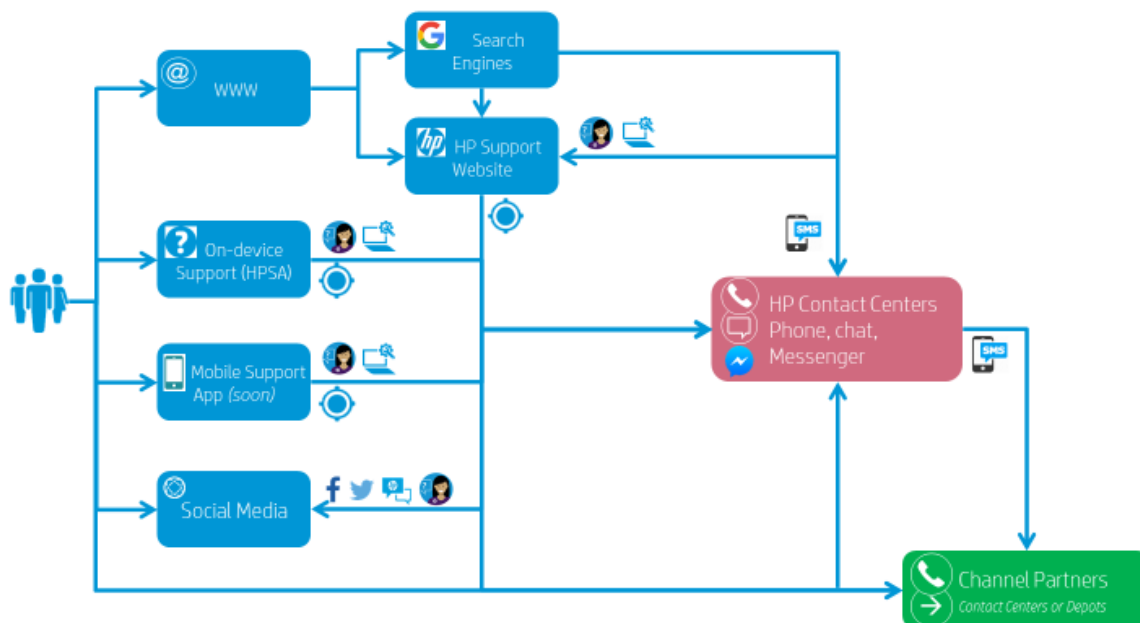 Search
Engines
@
WWW
hp
HP Support
Website
?
On-device
Support (HPSA)
SMS
HP Contact Centers
Phone, chat,
Messenger
SMS
Mobile Support
App (soon)
Social Media
Channel Partners
Contact Centers or Depots